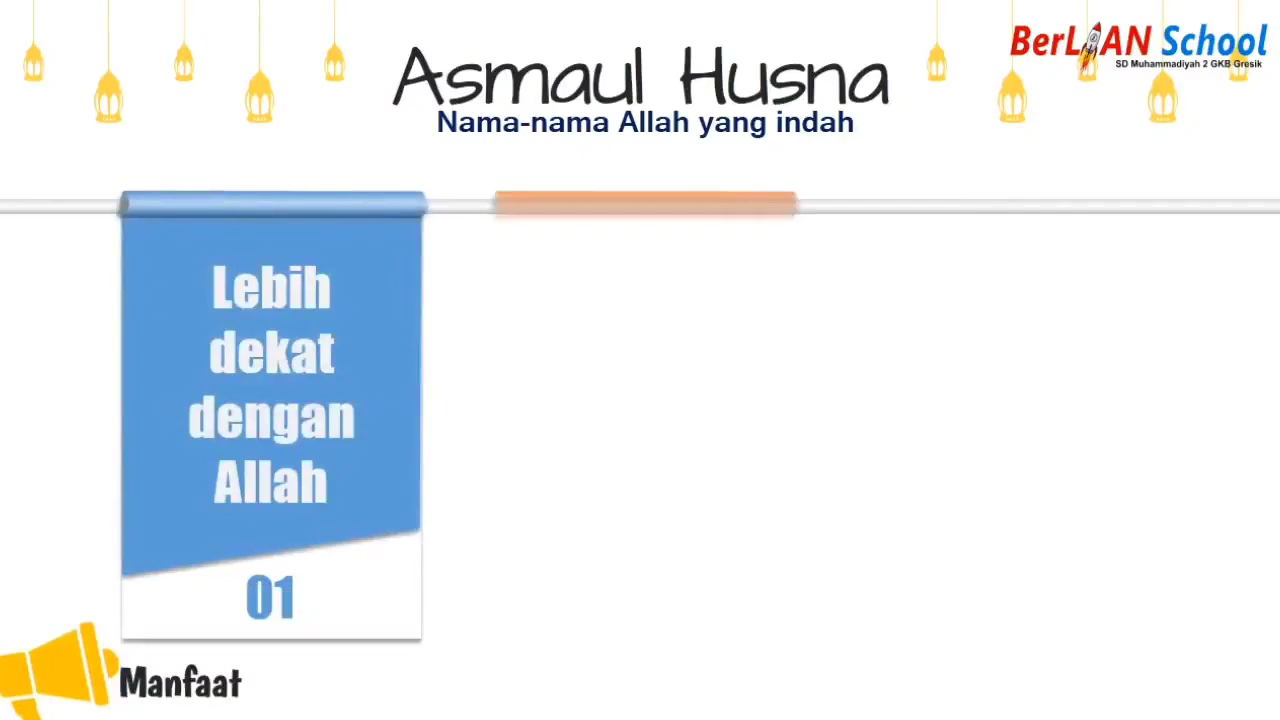 Asmaul Husna
Nama-nama Allah yang indah
BerLIAN School
SD Muhammadiyah 2 GKB Gresik
Lebih
dekat
dengan
Allah
01
Manfaat